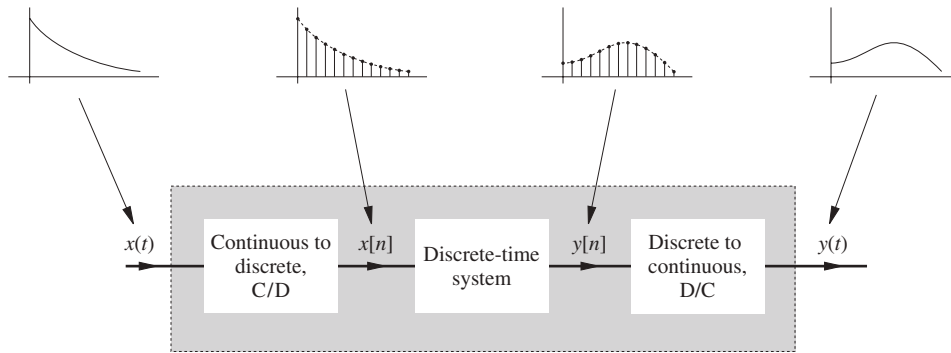 x(t)
Continuous to
discrete,
C/D
x[n]
Discrete-time
system
y[n]
Discrete to
continuous,
D/C
y(t)